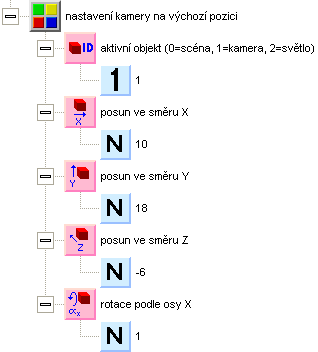 nastavení kamery na výchozí pozici
ID aktivní objekt (0=scéna, 1=kamera, 2=světlo)
1 1
X posun ve směru X
N 10
Y posun ve směru Y
N 18
Z posun ve směru Z
N -6
αx rotace podle osy X
N 1